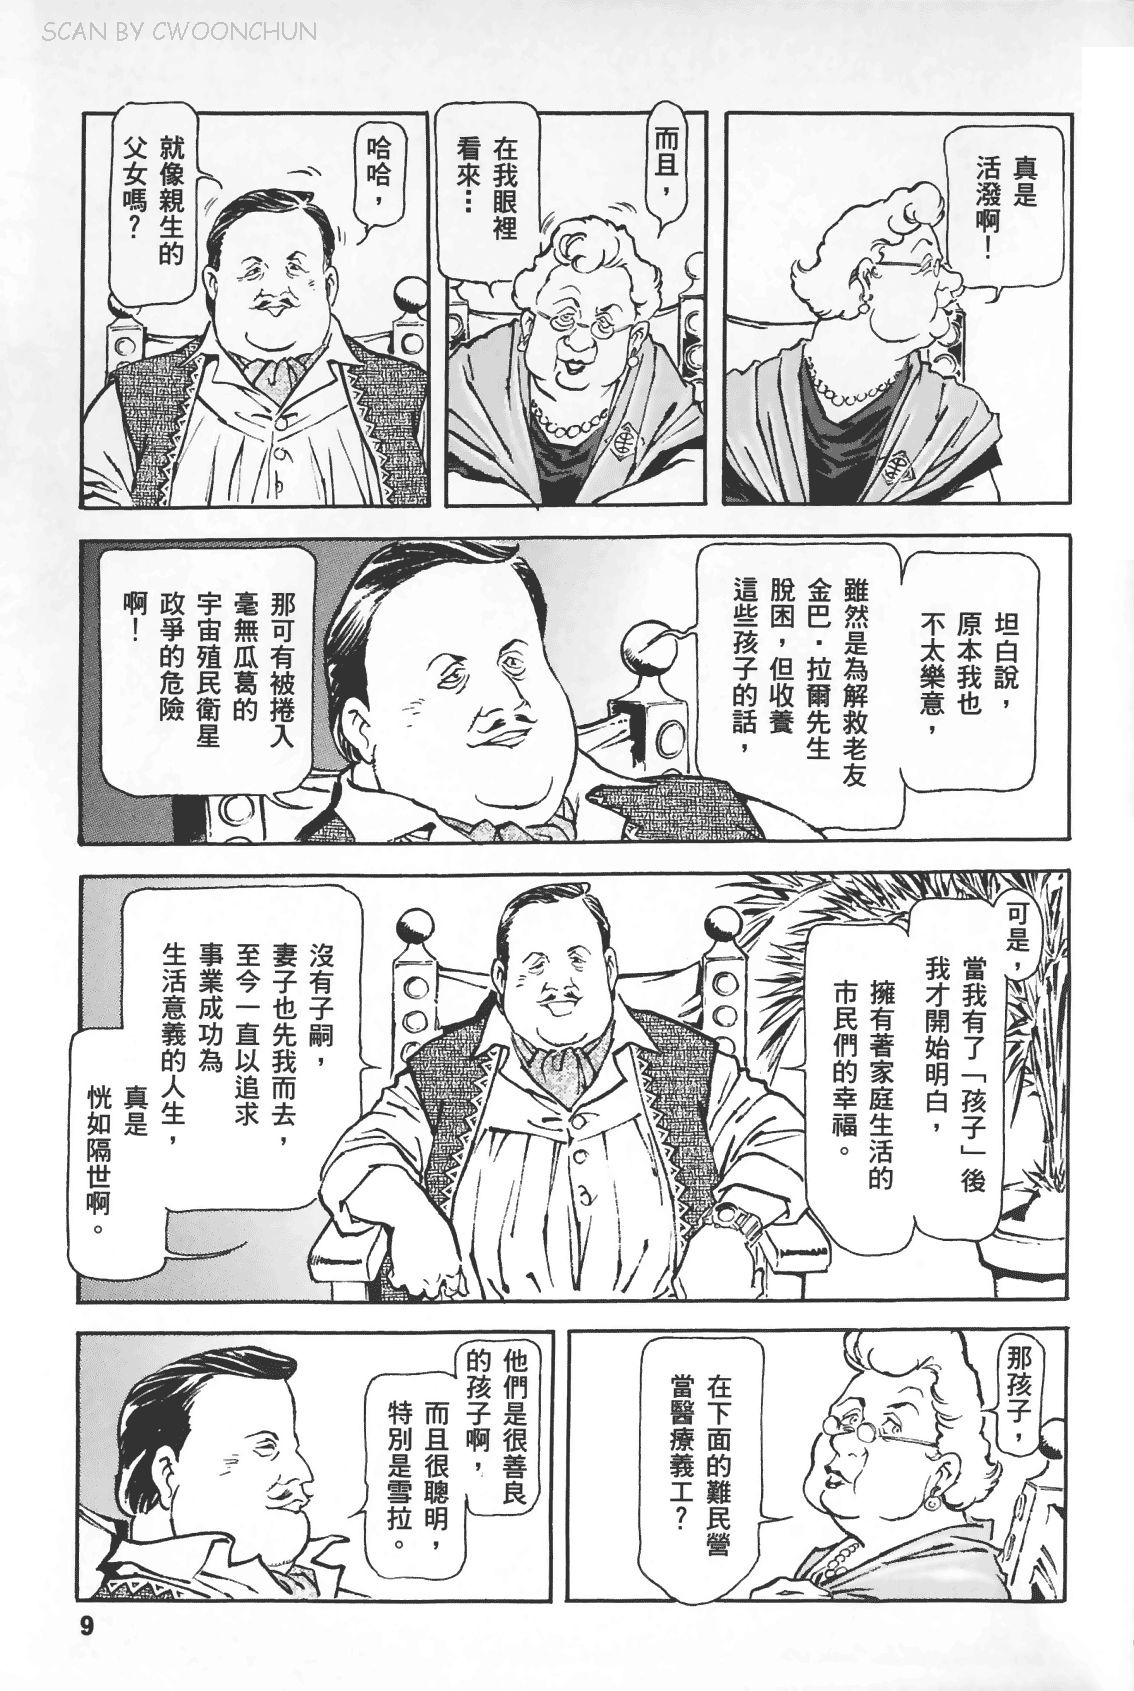 SCAN BY CWOONCHUN
真是
活潑啊！
而且，
在我眼裡
看來…
哈哈，
就像親生的
父女嗎？
坦白說，
原本我也
不太樂意，
雖然是為解救老友
金巴・拉爾先生
脫困，但收養
這些孩子的話，
那可有被捲入
毫無瓜葛的
宇宙殖民衛星
政爭的危險
啊！
可是，
當我有了「孩子」後
我才開始明白，
擁有著家庭生活的
市民們的幸福。
沒有子嗣，
妻子也先我而去，
至今一直以追求
事業成功為
生活意義的人生，
真是
恍如隔世啊。
那孩子，
在下面的難民營
當醫療義工？
他們是很善良
的孩子啊，
而且很聰明，
特別是雪拉。
9